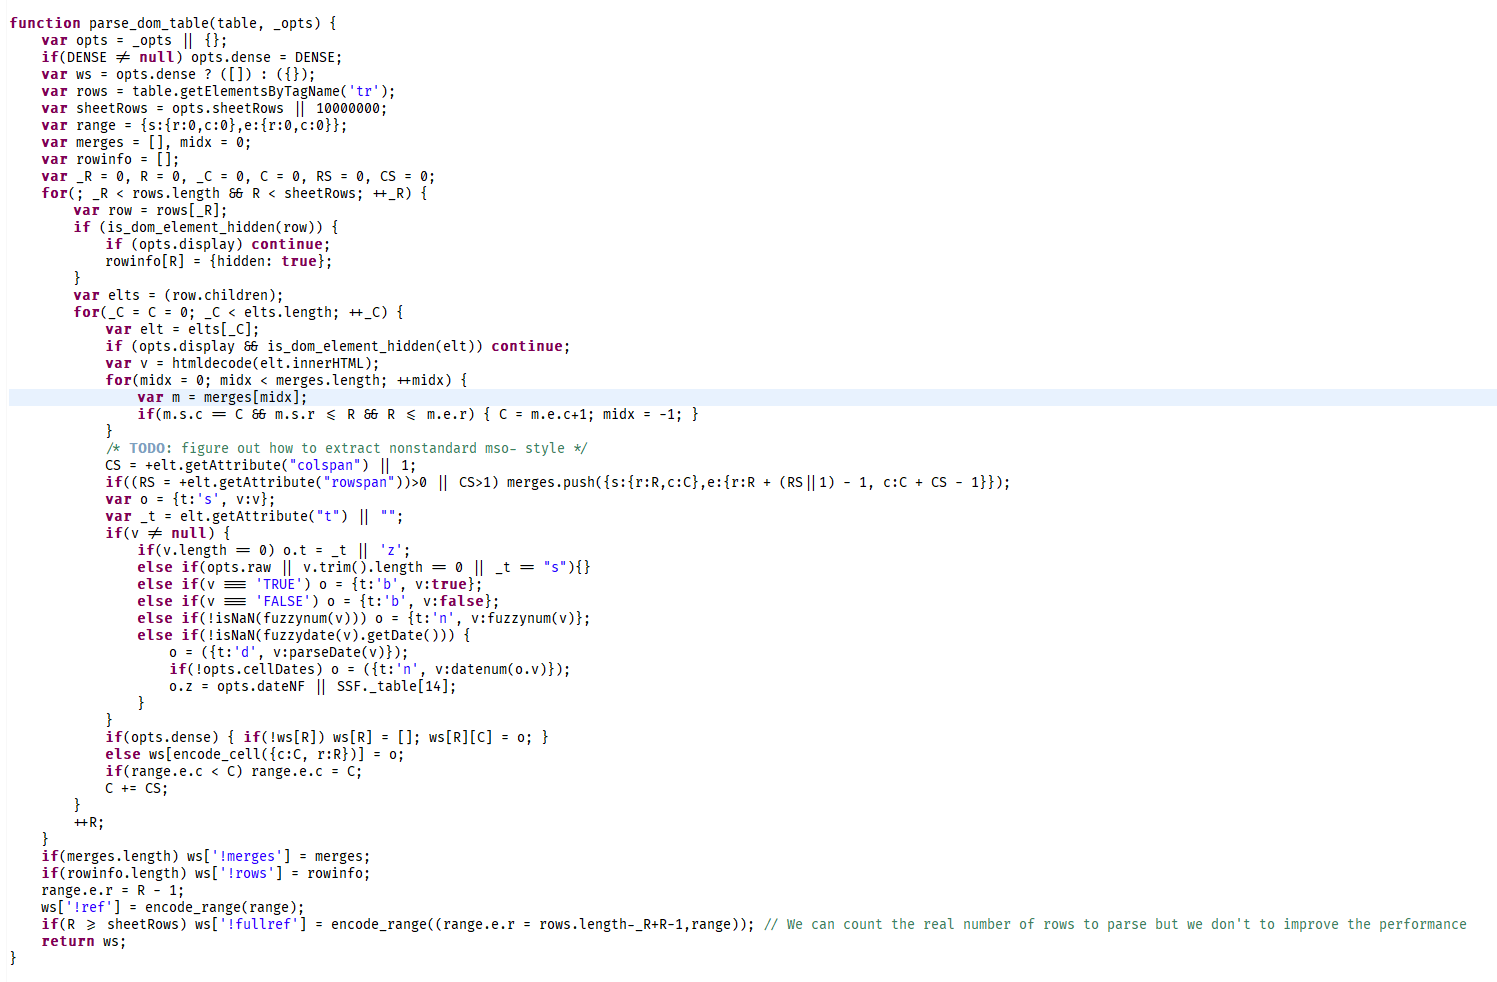 function parse_dom_table(table, _opts) {
    var opts = _opts || {};
    if(DENSE != null) opts.dense = DENSE;
    var ws = opts.dense ? ([]) : ({});
    var rows = table.getElementsByTagName('tr');
    var sheetRows = opts.sheetRows || 10000000;
    var range = {s:{r:0,c:0},e:{r:0,c:0}};
    var merges = [], midx = 0;
    var rowinfo = [];
    var _R = 0, R = 0, _C = 0, C = 0, RS = 0, CS = 0;
    for(; _R < rows.length && R < sheetRows; ++_R) {
        var row = rows[_R];
        if (is_dom_element_hidden(row)) {
            if (opts.display) continue;
            rowinfo[R] = {hidden: true};
        }
        var elts = (row.children);
        for(_C = C = 0; _C < elts.length; ++_C) {
            var elt = elts[_C];
            if (opts.display && is_dom_element_hidden(elt)) continue;
            var v = htmldecode(elt.innerHTML);
            for(midx = 0; midx < merges.length; ++midx) {
                var m = merges[midx];
                if(m.s.c == C && m.s.r <= R && R <= m.e.r) { C = m.e.c+1; midx = -1; }
            }
            /* TODO: figure out how to extract nonstandard mso- style */
            CS = +elt.getAttribute("colspan") || 1;
            if((RS = +elt.getAttribute("rowspan"))>0 || CS>1) merges.push({s:{r:R,c:C},e:{r:R + (RS||1) - 1, c:C + CS - 1}});
            var o = {t:'s', v:v};
            var _t = elt.getAttribute("t") || "";
            if(v != null) {
                if(v.length == 0) o.t = _t || 'z';
                else if(opts.raw || v.trim().length == 0 || _t == "s"){}
                else if(v === 'TRUE') o = {t:'b', v:true};
                else if(v === 'FALSE') o = {t:'b', v:false};
                else if(!isNaN(fuzzynum(v))) o = {t:'n', v:fuzzynum(v)};
                else if(!isNaN(fuzzydate(v).getDate())) {
                    o = ({t:'d', v:parseDate(v)});
                    if(!opts.cellDates) o = ({t:'n', v:datenum(o.v)});
                    o.z = opts.dateNF || SSF._table[14];
                }
            }
            if(opts.dense) { if(!ws[R]) ws[R] = []; ws[R][C] = o; }
            else ws[encode_cell({c:C, r:R})] = o;
            if(range.e.c < C) range.e.c = C;
            C += CS;
        }
        ++R;
    }
    if(merges.length) ws['!merges'] = merges;
    if(rowinfo.length) ws['!rows'] = rowinfo;
    range.e.r = R - 1;
    ws['!ref'] = encode_range(range);
    if(R >= sheetRows) ws['!fullref'] = encode_range((range.e.r = rows.length-_R+R-1,range)); // We can count the real number of rows to parse but we don't to improve the performance
    return ws;
}